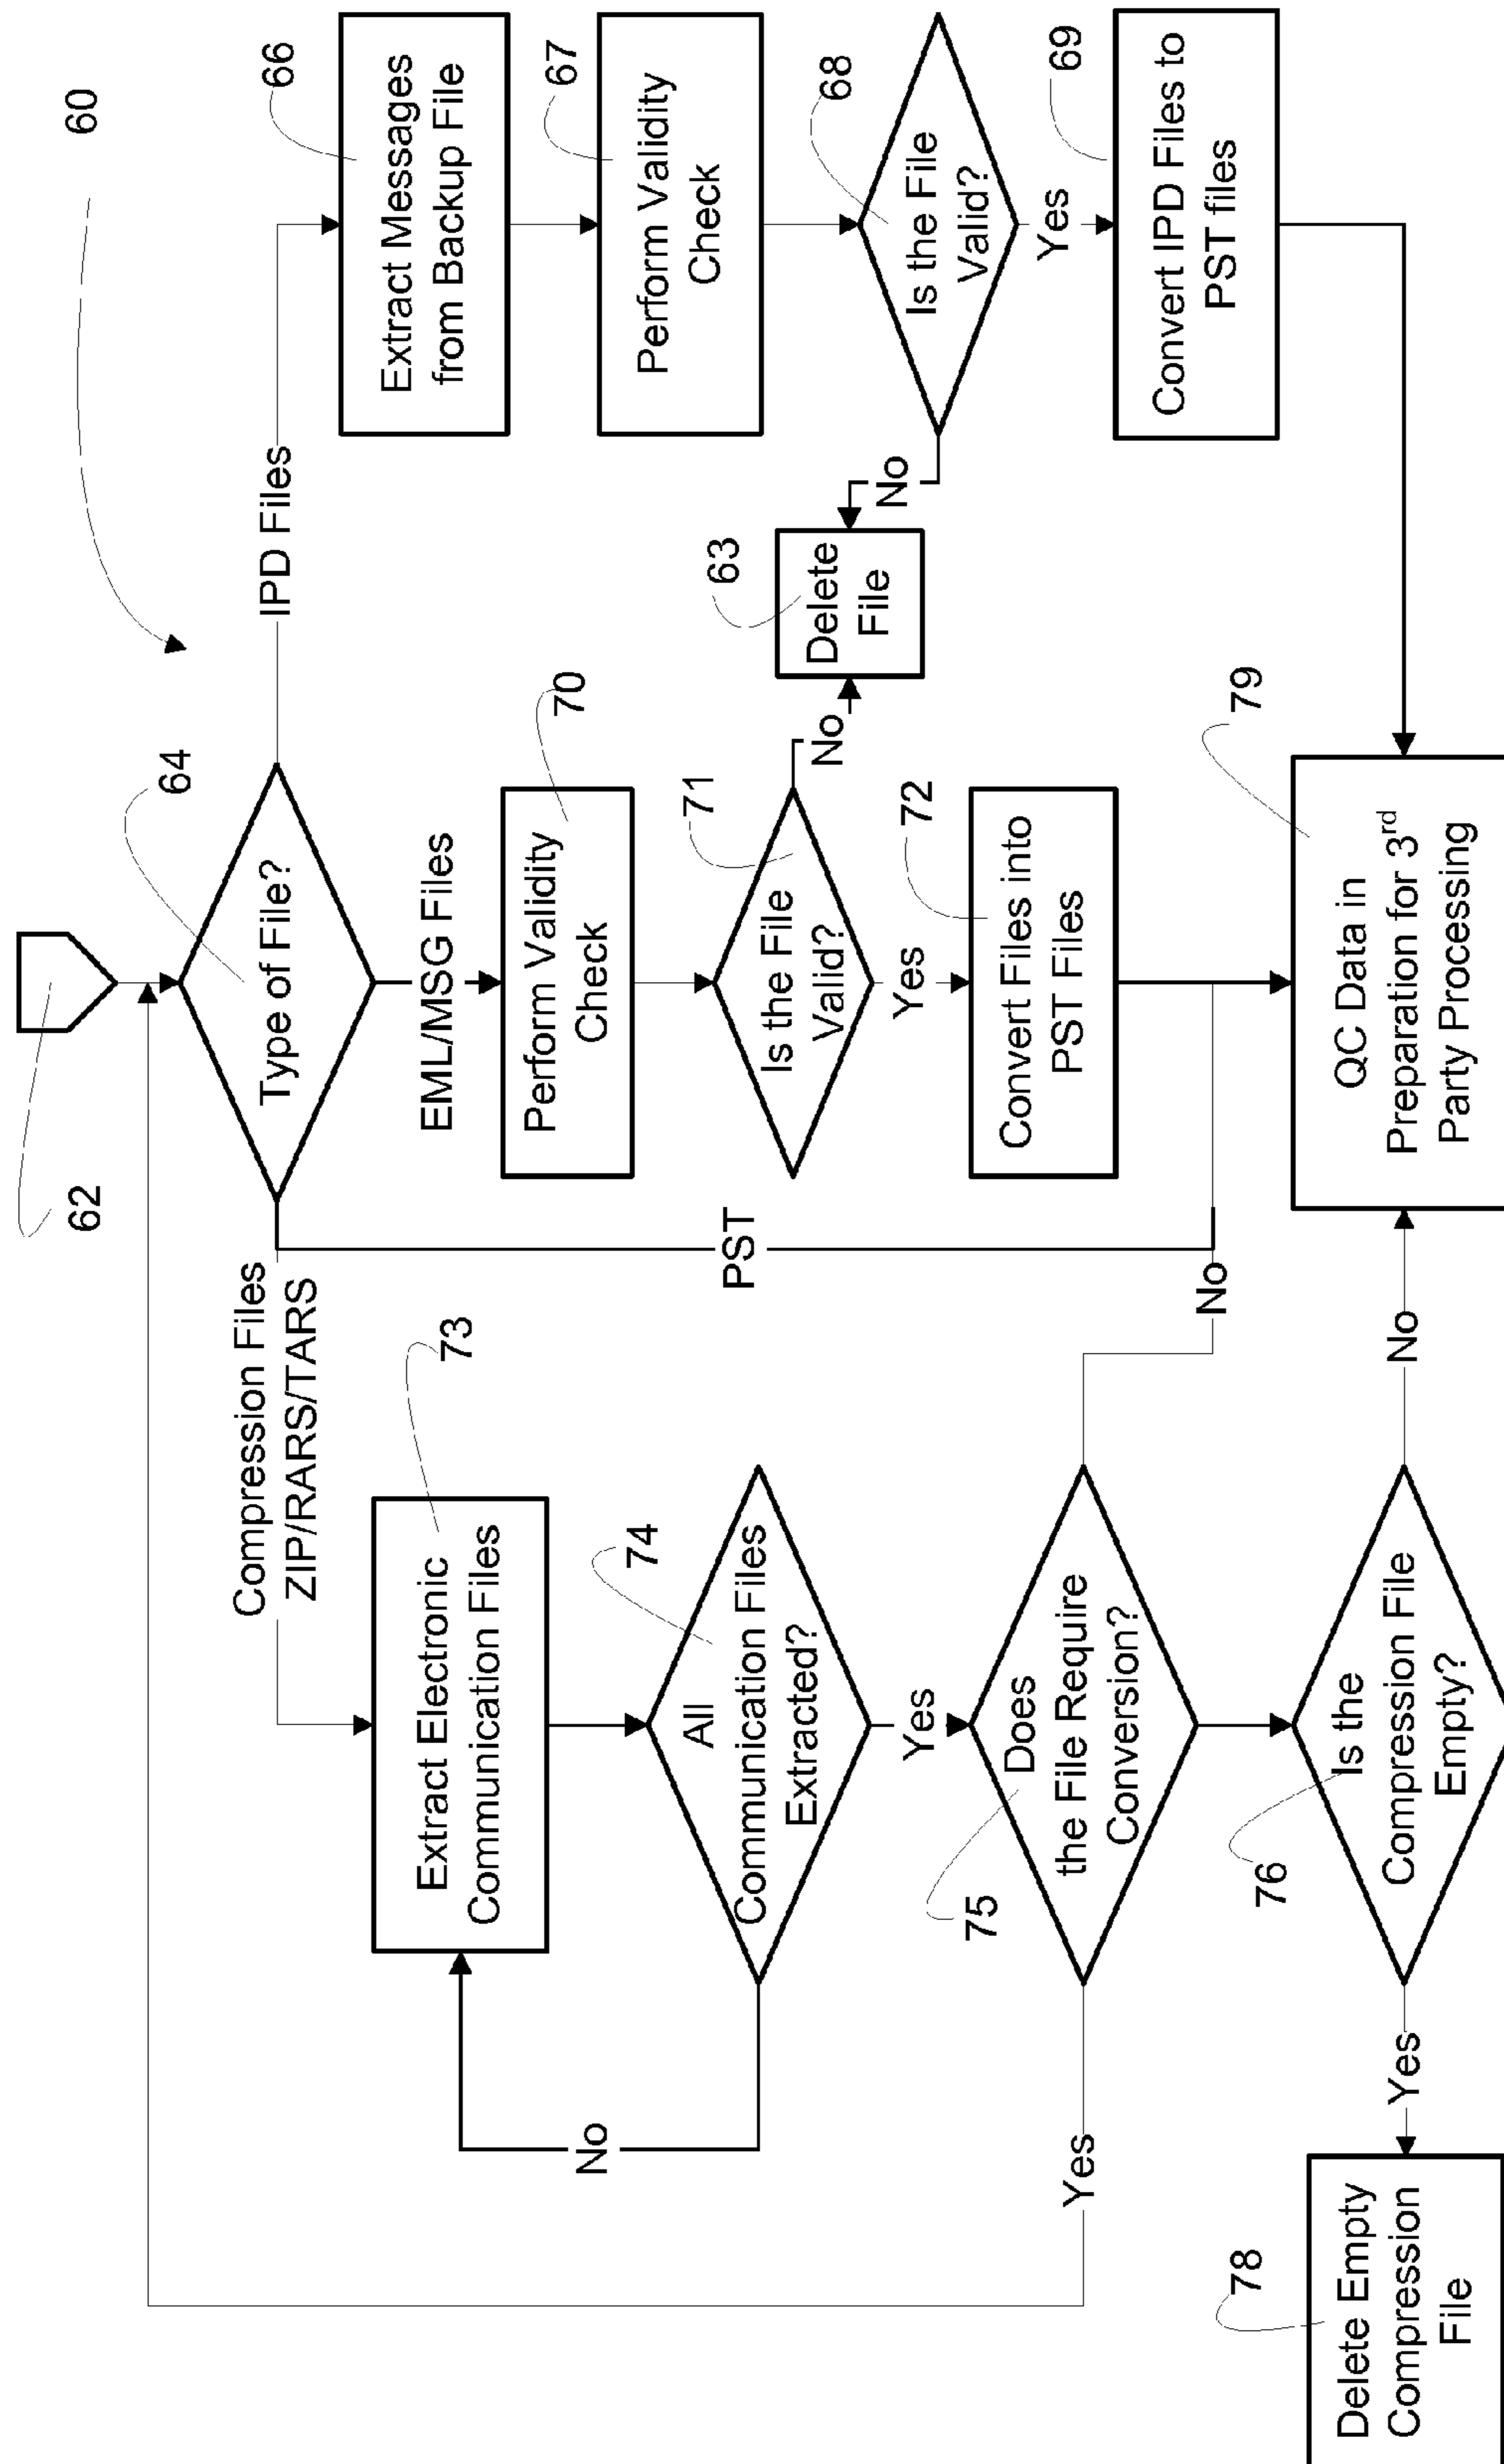 60
62
64
Type of File?
IPD Files
66
Extract Messages
from Backup File
67
Perform Validity
Check
68
Is the File
Valid?
Yes
69
Convert IPD Files to
PST files
No
63
Delete
File
EML/MSG Files
70
Perform Validity
Check
71
Is the File
Valid?
No
Yes
72
Convert Files into
PST Files
PST
Compression Files
ZIP/RARS/TARS
73
Extract Electronic
Communication Files
74
All
Communication Files
Extracted?
No
Yes
75
Does
the File Require
Conversion?
Yes
No
76
Is the
Compression File
Empty?
Yes
No
78
Delete Empty
Compression
File
79
QC Data in
Preparation for 3rd
Party Processing